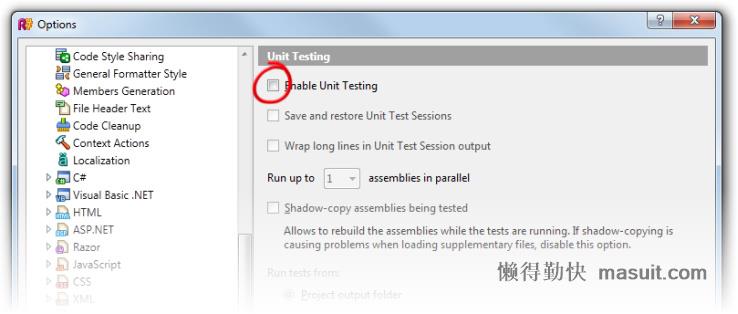 Options
Code Style Sharing
General Formatter Style
Members Generation
File Header Text
Code Cleanup
Context Actions
Localization
C#
Visual Basic .NET
HTML
ASP.NET
Razor
JavaScript
CSS
XML
Unit Testing
Enable Unit Testing
Save and restore Unit Test Sessions
Wrap long lines in Unit Test Session output
Run up to 1 assemblies in parallel
Shadow-copy assemblies being tested
Allows to rebuild the assemblies while the tests are running. If shadow-copying is
causing problems when loading supplementary files, disable this option.
Run tests from:
Project output folder
懒得勤快 masuit.com